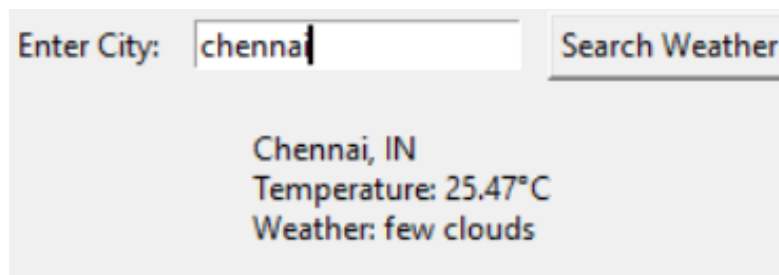 Enter City: chennai Search Weather
Chennai, IN
Temperature: 25.47°C
Weather: few clouds